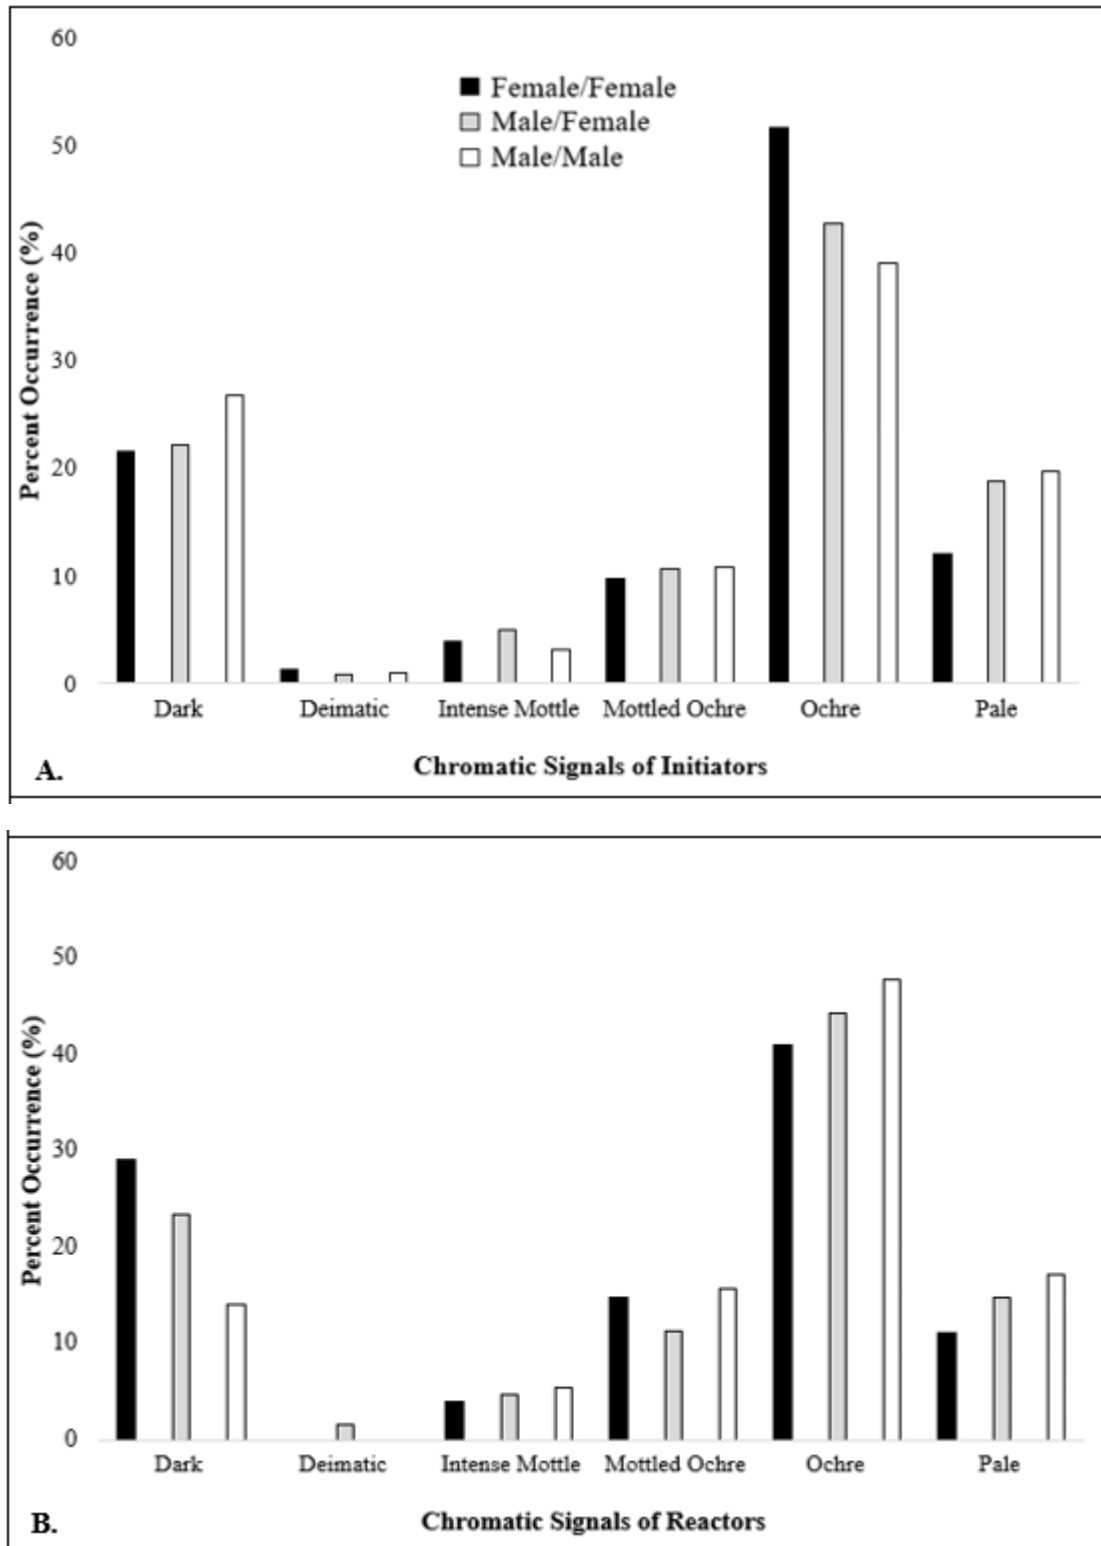 60
Female/Female
Male/Female
Male/Male
50
40
30
20
10
0
Percent Occurrence (%)
Dark Deimatic Intense Mottle Mottled Ochre Ochre Pale
A. Chromatic Signals of Initiators
60
50
40
30
20
10
0
Percent Occurrence (%)
Dark Deimatic Intense Mottle Mottled Ochre Ochre Pale
B. Chromatic Signals of Reactors